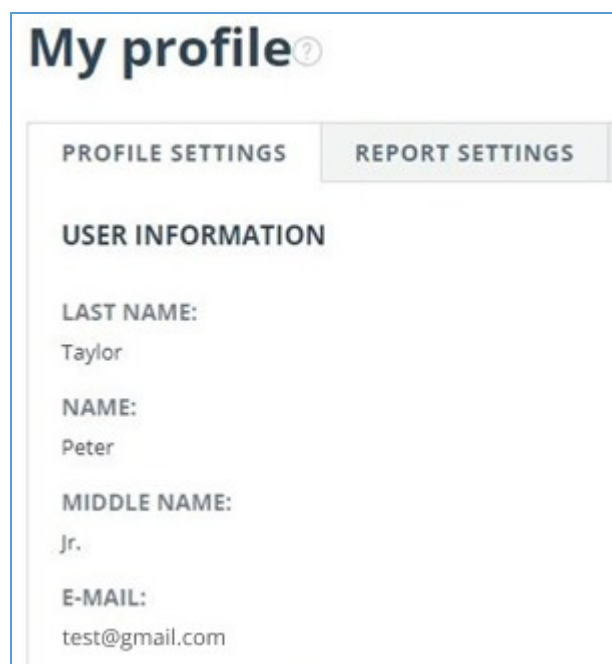 My profile ?
PROFILE SETTINGS REPORT SETTINGS
USER INFORMATION
LAST NAME:
Taylor
NAME:
Peter
MIDDLE NAME:
Jr.
E-MAIL:
test@gmail.com